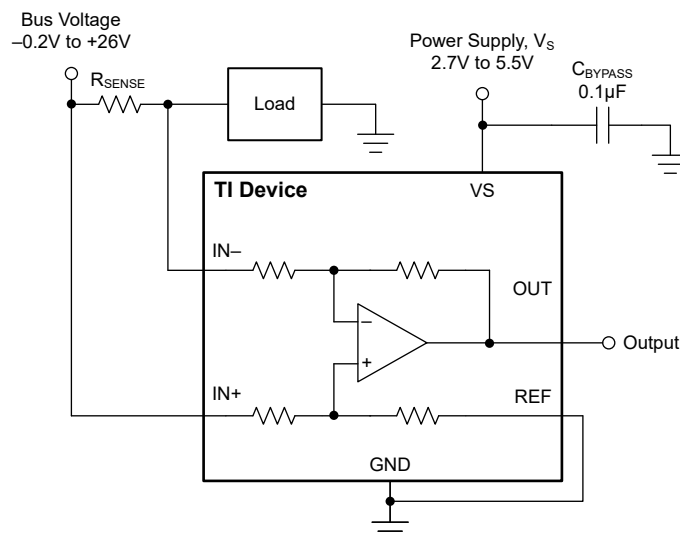 Bus Voltage
–0.2V to +26V
RSENSE
Load
Power Supply, VS
2.7V to 5.5V
CBYPASS
0.1µF
TI Device
VS
IN–
OUT
–
+
Output
IN+
REF
GND